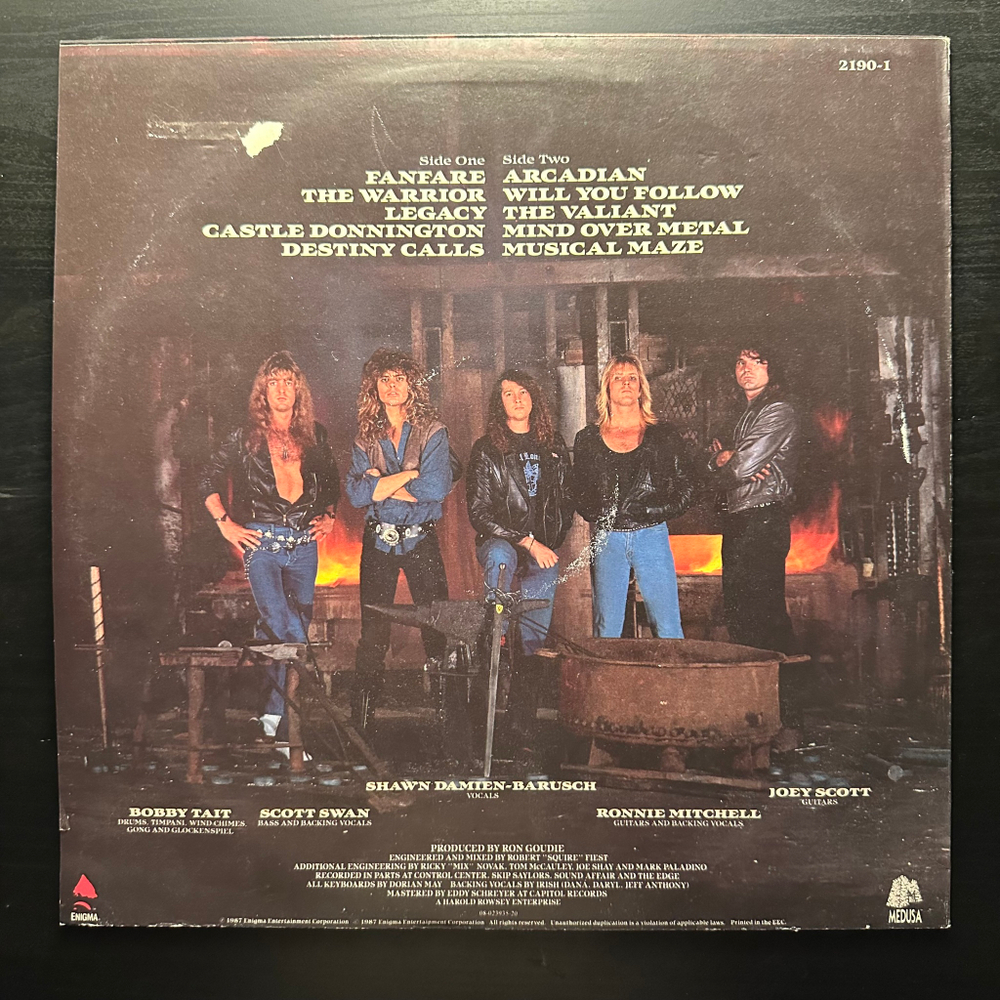 2190-1
Side One
FANFARE
THE WARRIOR
LEGACY
CASTLE DONNINGTON
DESTINY CALLS
Side Two
ARCADIAN
WILL YOU FOLLOW
THE VALIANT
MIND OVER METAL
MUSICAL MAZE
SHAWN DAMIEN-BARUSCH
VOCALS
BOBBY TAIT
DRUMS, TIMPANI, WIND CHIMES,
GONG AND GLOCKENSPIEL
SCOTT SWAN
BASS AND BACKING VOCALS
RONNIE MITCHELL
GUITARS AND BACKING VOCALS
JOEY SCOTT
GUITARS
PRODUCED BY RON GOUDIE
ENGINEERED AND MIXED BY ROBERT "SQUIRE" FIEST
ADDITIONAL ENGINEERING BY RICKY "MIX" NOVAK, TOM McCAULEY, JOE SHAY AND MARK PALADINO
RECORDED IN PARTS AT CONTROL CENTER, SKIP SAYLORS, SOUND AFFAIR AND THE EDGE
ALL KEYBOARDS BY DORIAN MAY BACKING VOCALS BY IRISH (DANA, DARYL, JEFF ANTHONY)
MASTERED BY EDDY SCHREYER AT CAPITOL RECORDS
A HAROLD ROWSEY ENTERPRISE
08-023935-20
ENIGMA
MEDUSA
℗ 1987 Enigma Entertainment Corporation © 1987 Enigma Entertainment Corporation All rights reserved. Unauthorized duplication is a violation of applicable laws. Printed in the EEC.